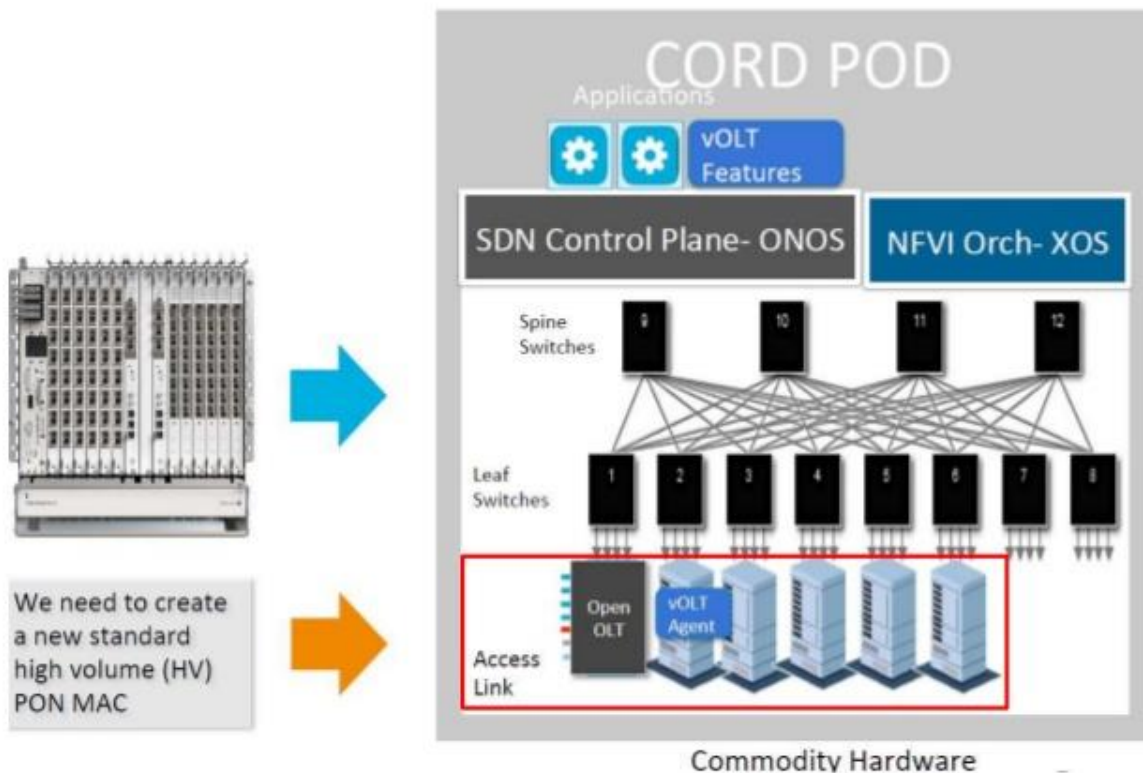 CORD POD
Applications
vOLT
Features
SDN Control Plane- ONOS
NFVI Orch- XOS
Spine
Switches
9
10
11
12
Leaf
Switches
1
2
3
4
5
6
7
8
We need to create
a new standard
high volume (HV)
PON MAC
Open
OLT
vOLT
Agent
Access
Link
Commodity Hardware